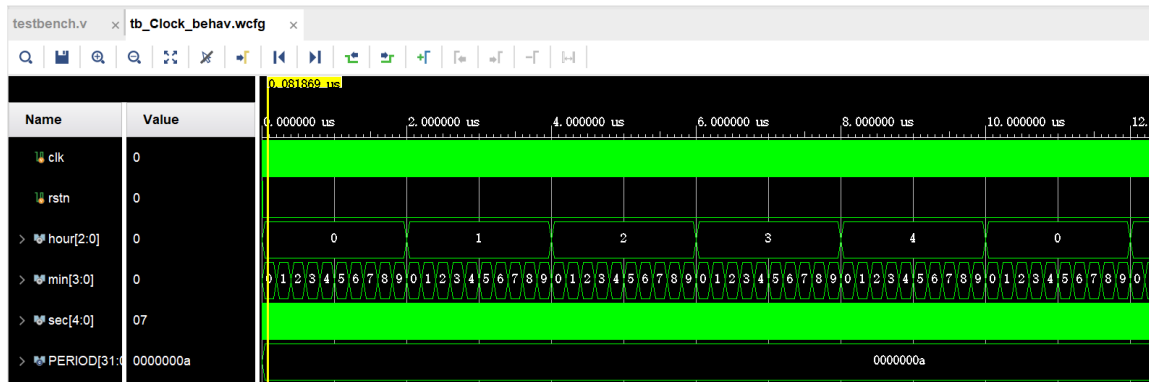 testbench.v × tb_Clock_behav.wcfg ×
0.081869 us
Name Value 0.000000 us 2.000000 us 4.000000 us 6.000000 us 8.000000 us 10.000000 us 12.
clk 0
rstn 0
> hour[2:0] 0 0 1 2 3 4 0
> min[3:0] 0 0 1 2 3 4 5 6 7 8 9 0 1 2 3 4 5 6 7 8 9 0 1 2 3 4 5 6 7 8 9 0 1 2 3 4 5 6 7 8 9 0 1 2 3 4 5 6 7 8 9 0 1 2 3 4 5 6 7 8 9 0
> sec[4:0] 07
> PERIOD[31:0 0000000a 0000000a